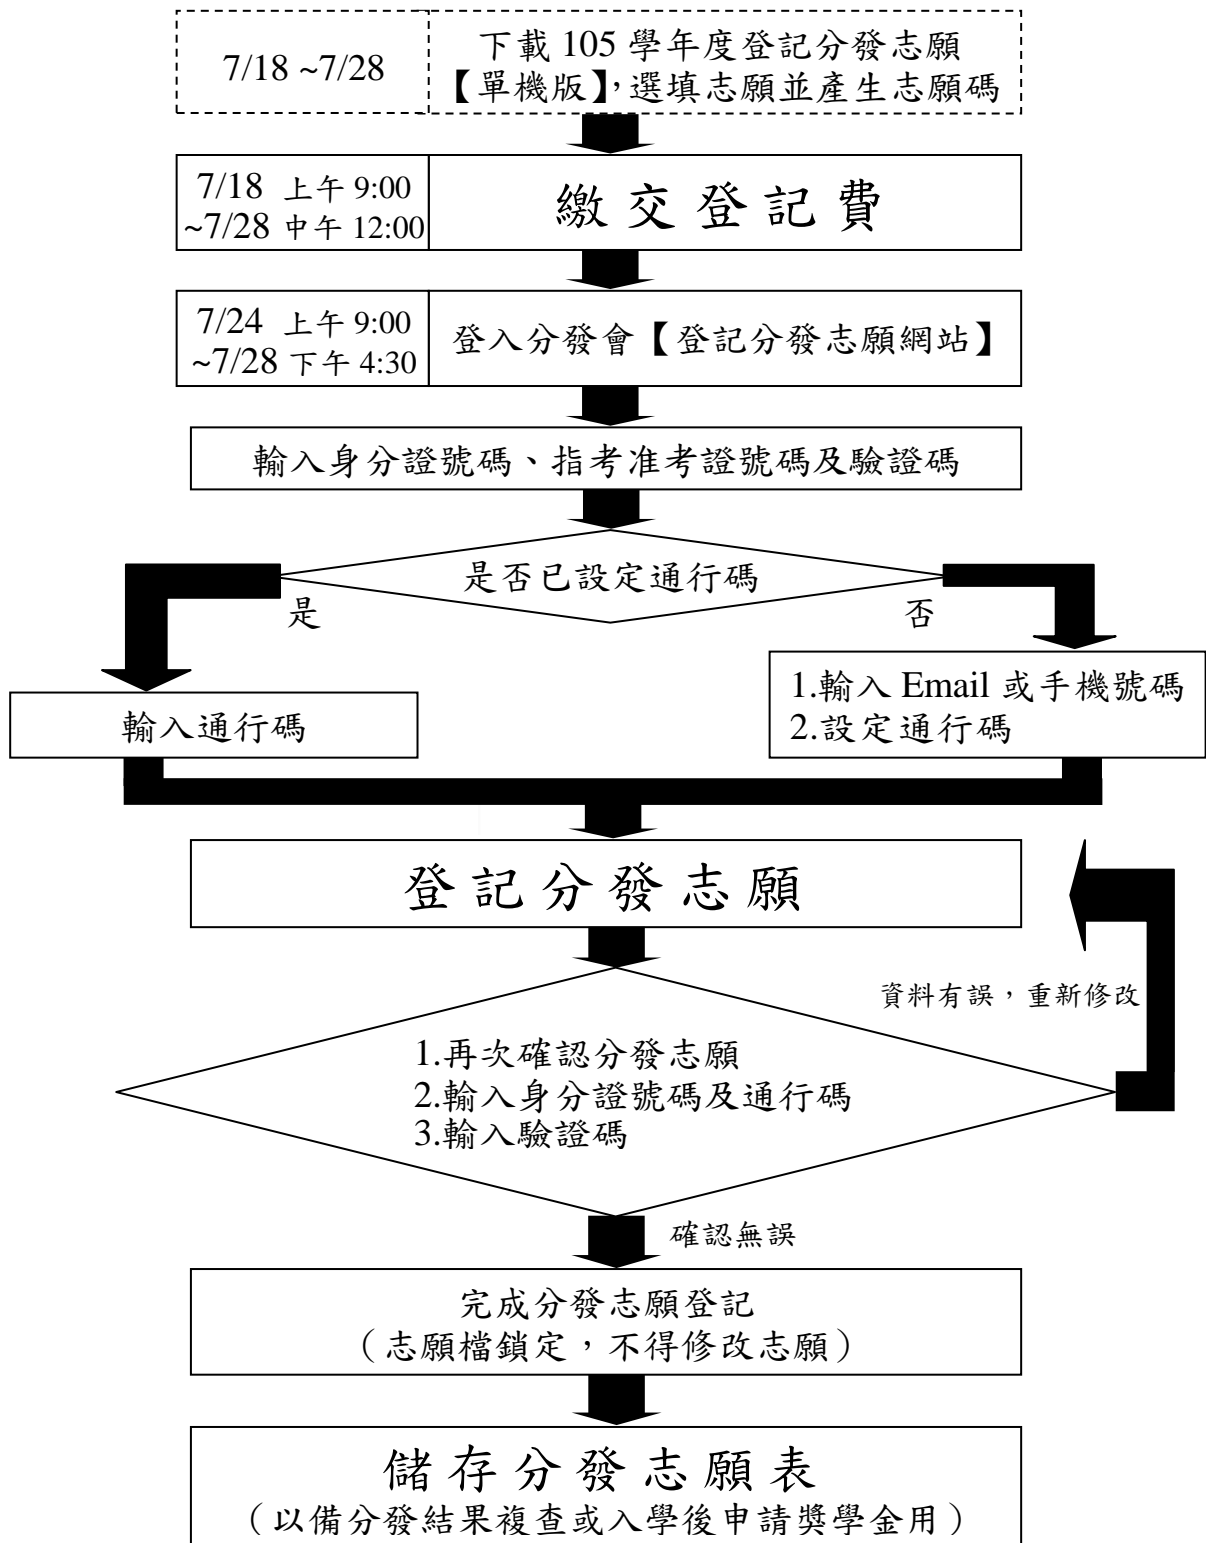 7/18 ~7/28
下載 105 學年度登記分發志願
【單機版】，選填志願並產生志願碼
7/18 上午 9:00
~7/28 中午 12:00
繳交登記費
7/24 上午 9:00
~7/28 下午 4:30
登入分發會【登記分發志願網站】
輸入身分證號碼、指考准考證號碼及驗證碼
是否已設定通行碼
是
否
輸入通行碼
1.輸入 Email 或手機號碼
2.設定通行碼
登記分發志願
資料有誤，重新修改
1.再次確認分發志願
2.輸入身分證號碼及通行碼
3.輸入驗證碼
確認無誤
完成分發志願登記
（志願檔鎖定，不得修改志願）
儲存分發志願表
（以備分發結果複查或入學後申請獎學金用）